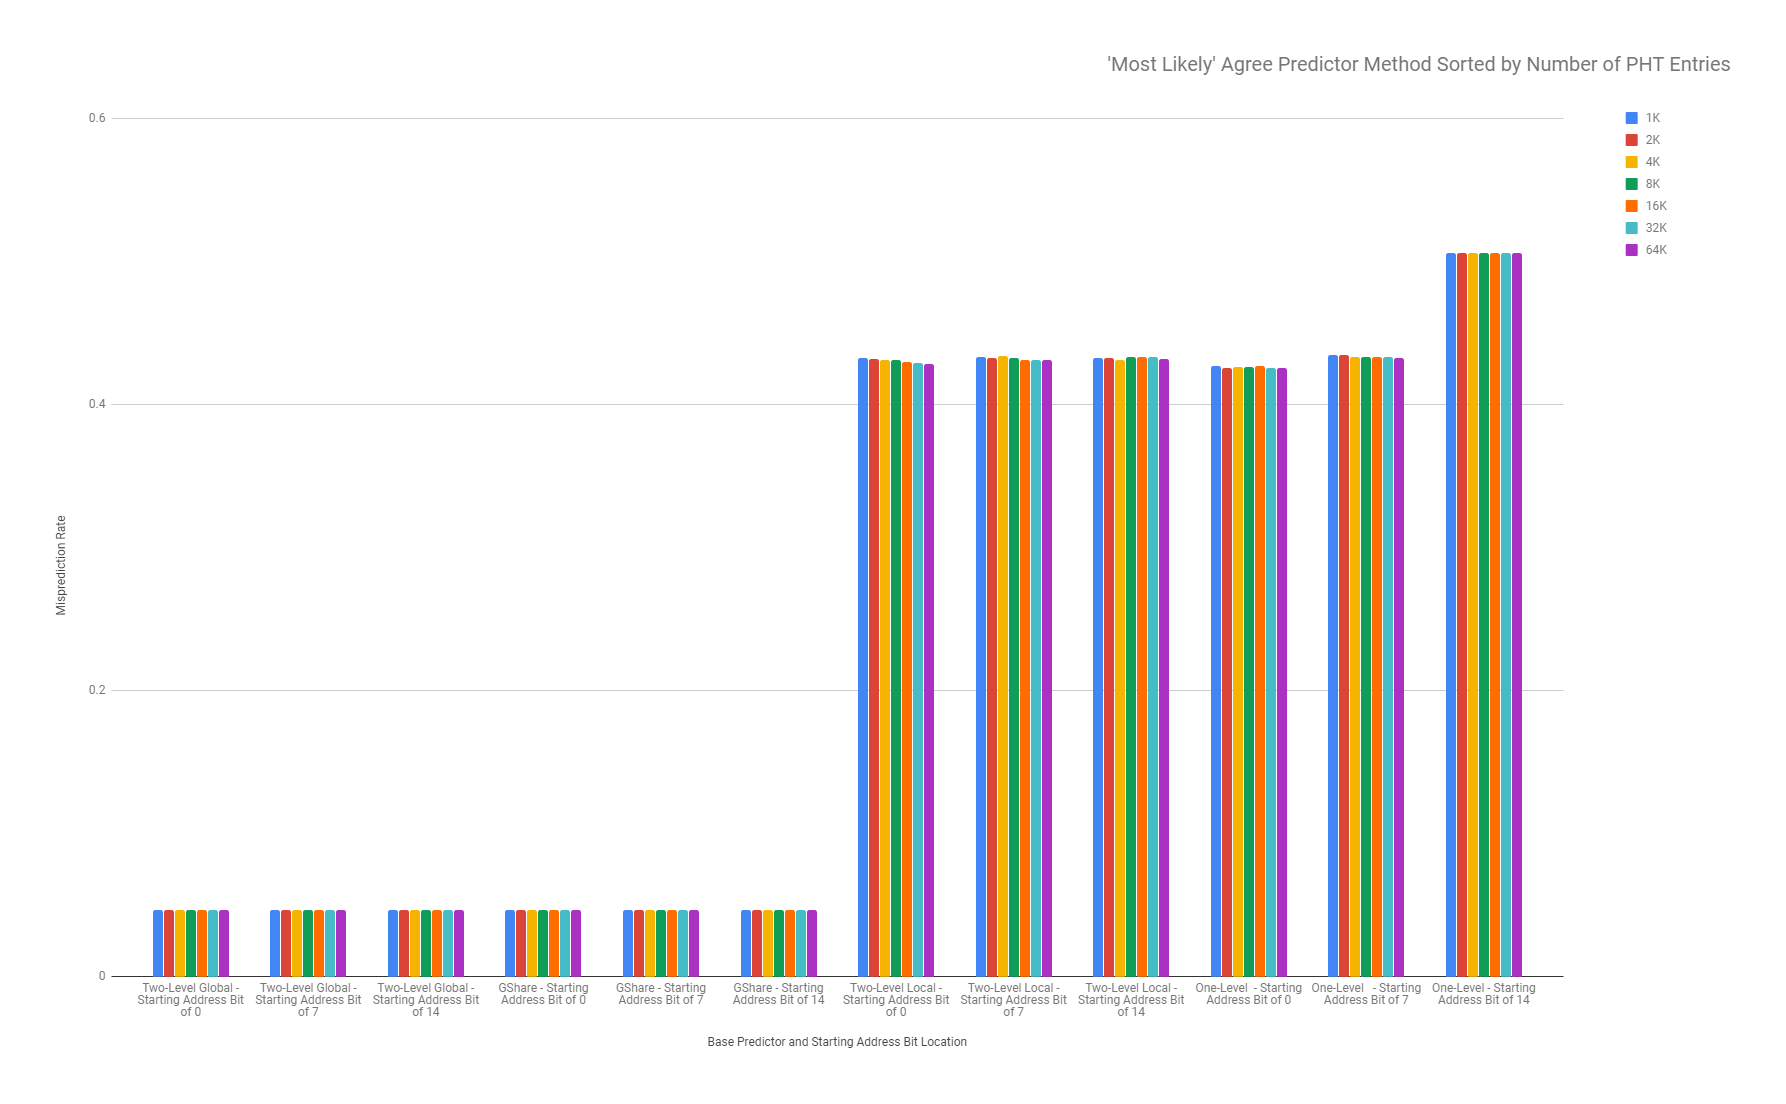 'Most Likely' Agree Predictor Method Sorted by Number of PHT Entries
1K
2K
4K
8K
16K
32K
64K
0.6
0.4
0.2
0
Misprediction Rate
Two-Level Global -
Starting Address Bit
of 0
Two-Level Global -
Starting Address Bit
of 7
Two-Level Global -
Starting Address Bit
of 14
GShare - Starting
Address Bit of 0
GShare - Starting
Address Bit of 7
GShare - Starting
Address Bit of 14
Two-Level Local -
Starting Address Bit
of 0
Two-Level Local -
Starting Address Bit
of 7
Two-Level Local -
Starting Address Bit
of 14
One-Level  - Starting
Address Bit of 0
One-Level  - Starting
Address Bit of 7
One-Level - Starting
Address Bit of 14
Base Predictor and Starting Address Bit Location